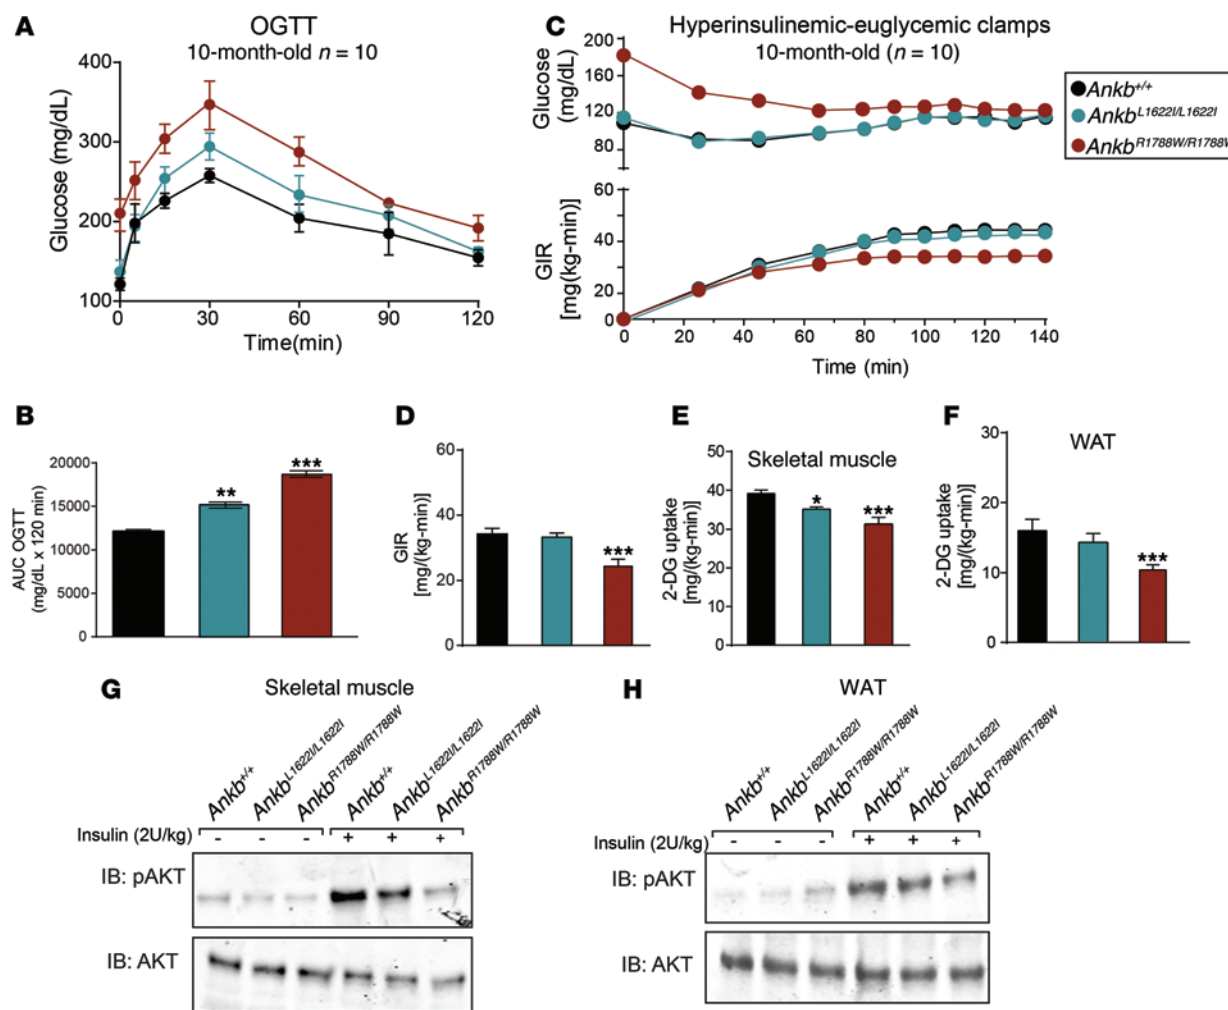 A
OGTT
10-month-old n = 10
Glucose (mg/dL)
400
300
200
100
0
30
60
90
120
Time(min)
C
Hyperinsulinemic-euglycemic clamps
10-month-old (n = 10)
Glucose
(mg/dL)
200
160
120
80
GIR
[mg(kg-min)]
60
40
20
0
0
20
40
60
80
100
120
140
Time (min)
Ankb+/+
AnkbL1622I/L1622I
AnkbR1788W/R1788W
B
AUC OGTT
(mg/dL x 120 min)
20000
15000
10000
5000
0
**
***
D
GIR
[mg/(kg-min)]
60
40
20
0
***
E
Skeletal muscle
2-DG uptake
[mg/(kg-min)]
50
40
30
20
10
0
*
***
F
WAT
2-DG uptake
[mg/(kg-min)]
30
20
10
0
***
G
Skeletal muscle
Ankb+/+
AnkbL1622I/L1622I
AnkbR1788W/R1788W
Ankb+/+
AnkbL1622I/L1622I
AnkbR1788W/R1788W
Insulin (2U/kg) - - - + + +
IB: pAKT
IB: AKT
H
WAT
Ankb+/+
AnkbL1622I/L1622I
AnkbR1788W/R1788W
Ankb+/+
AnkbL1622I/L1622I
AnkbR1788W/R1788W
Insulin (2U/kg) - - - + + +
IB: pAKT
IB: AKT